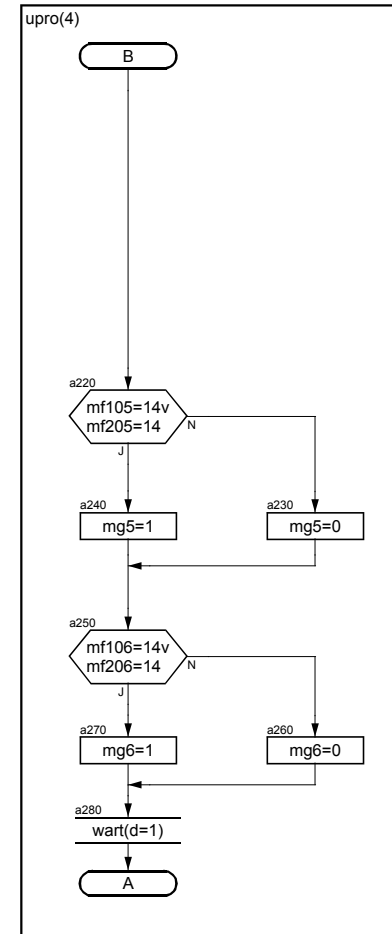 upro(4)
B
a220
mf105=14v
mf205=14
N
J
a240
mg5=1
a230
mg5=0
a250
mf106=14v
mf206=14
N
J
a270
mg6=1
a260
mg6=0
a280
wart(d=1)
A